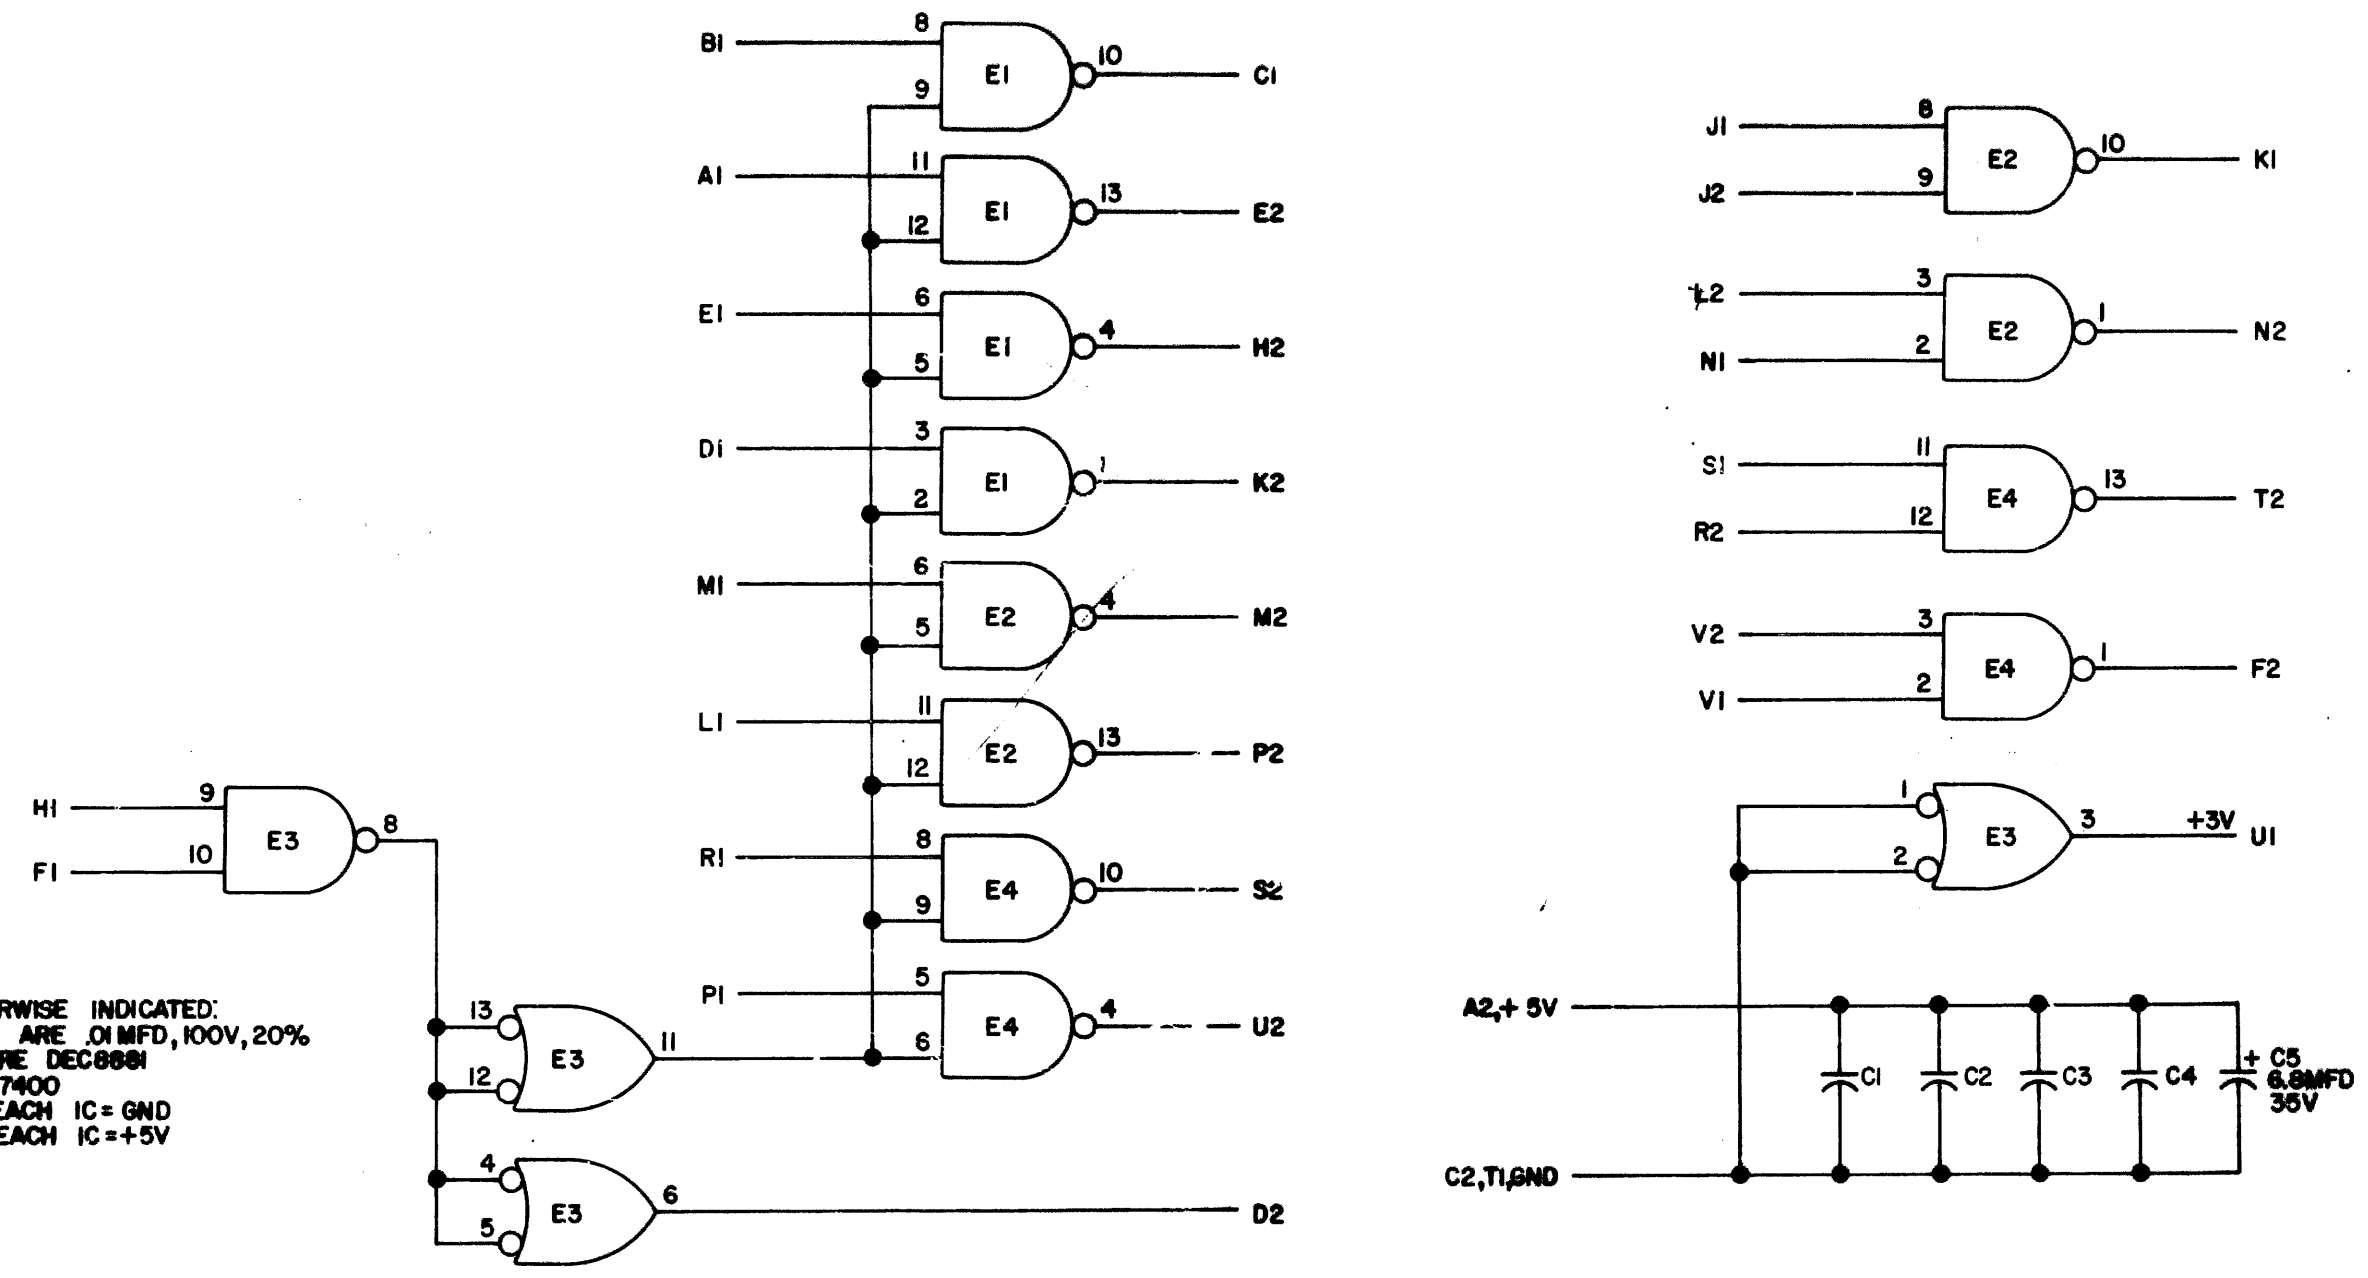 B1 8 E1 10 C1
9
A1 11 E1 13 E2
12
E1 6 E1 4 H2
5
D1 3 E1 1 K2
2
M1 6 E2 4 M2
5
L1 11 E2 13 P2
12
R1 8 E4 10 S2
9
P1 5 E4 4 U2
6
H1 9 E3 8
F1 10
13 E3 11
12
4 E3 6 D2
5
RWISE INDICATED:
ARE .01 MFD, 100V, 20%
RE DEC8881
7400
EACH IC = GND
EACH IC = +5V
J1 8 E2 10 K1
J2 9
L2 3 E2 1 N2
N1 2
S1 11 E4 13 T2
R2 12
V2 3 E4 1 F2
V1 2
1 E3 3 +3V U1
2
A2,+ 5V
C1 C2 C3 C4 + C5
6.8MFD
35V
C2,T1,GND